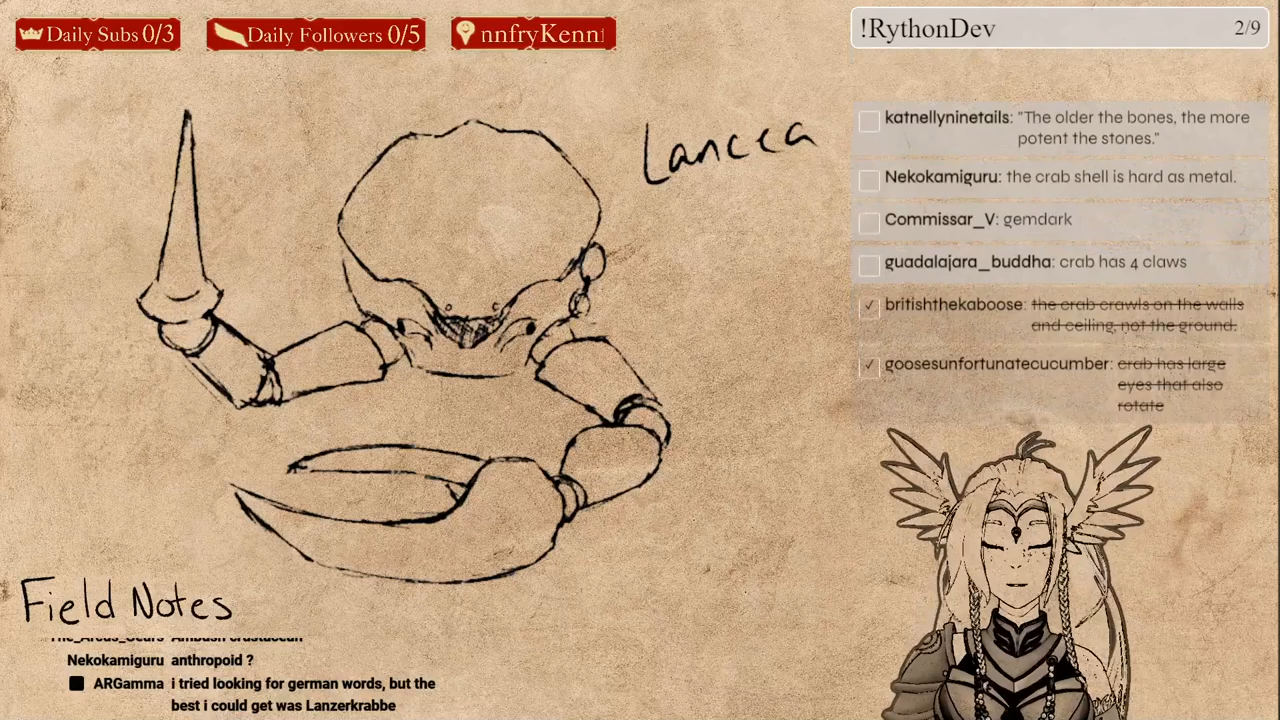 Daily Subs 0/3
Daily Followers 0/5
nnfryKenni
!RythonDev
2/9
Lancea
katnellyninetails: "The older the bones, the more
potent the stones."
Nekokamiguru: the crab shell is hard as metal.
Commissar_V: gemdark
guadalajara_buddha: crab has 4 claws
britishthekaboose: the crab crawls on the walls
and ceiling, not the ground.
goosesunfortunatecucumber: crab has large
eyes that also
rotate
Field Notes
Ambush crustacean
Nekokamiguru anthropoid ?
ARGamma i tried looking for german words, but the
best i could get was Lanzerkrabbe